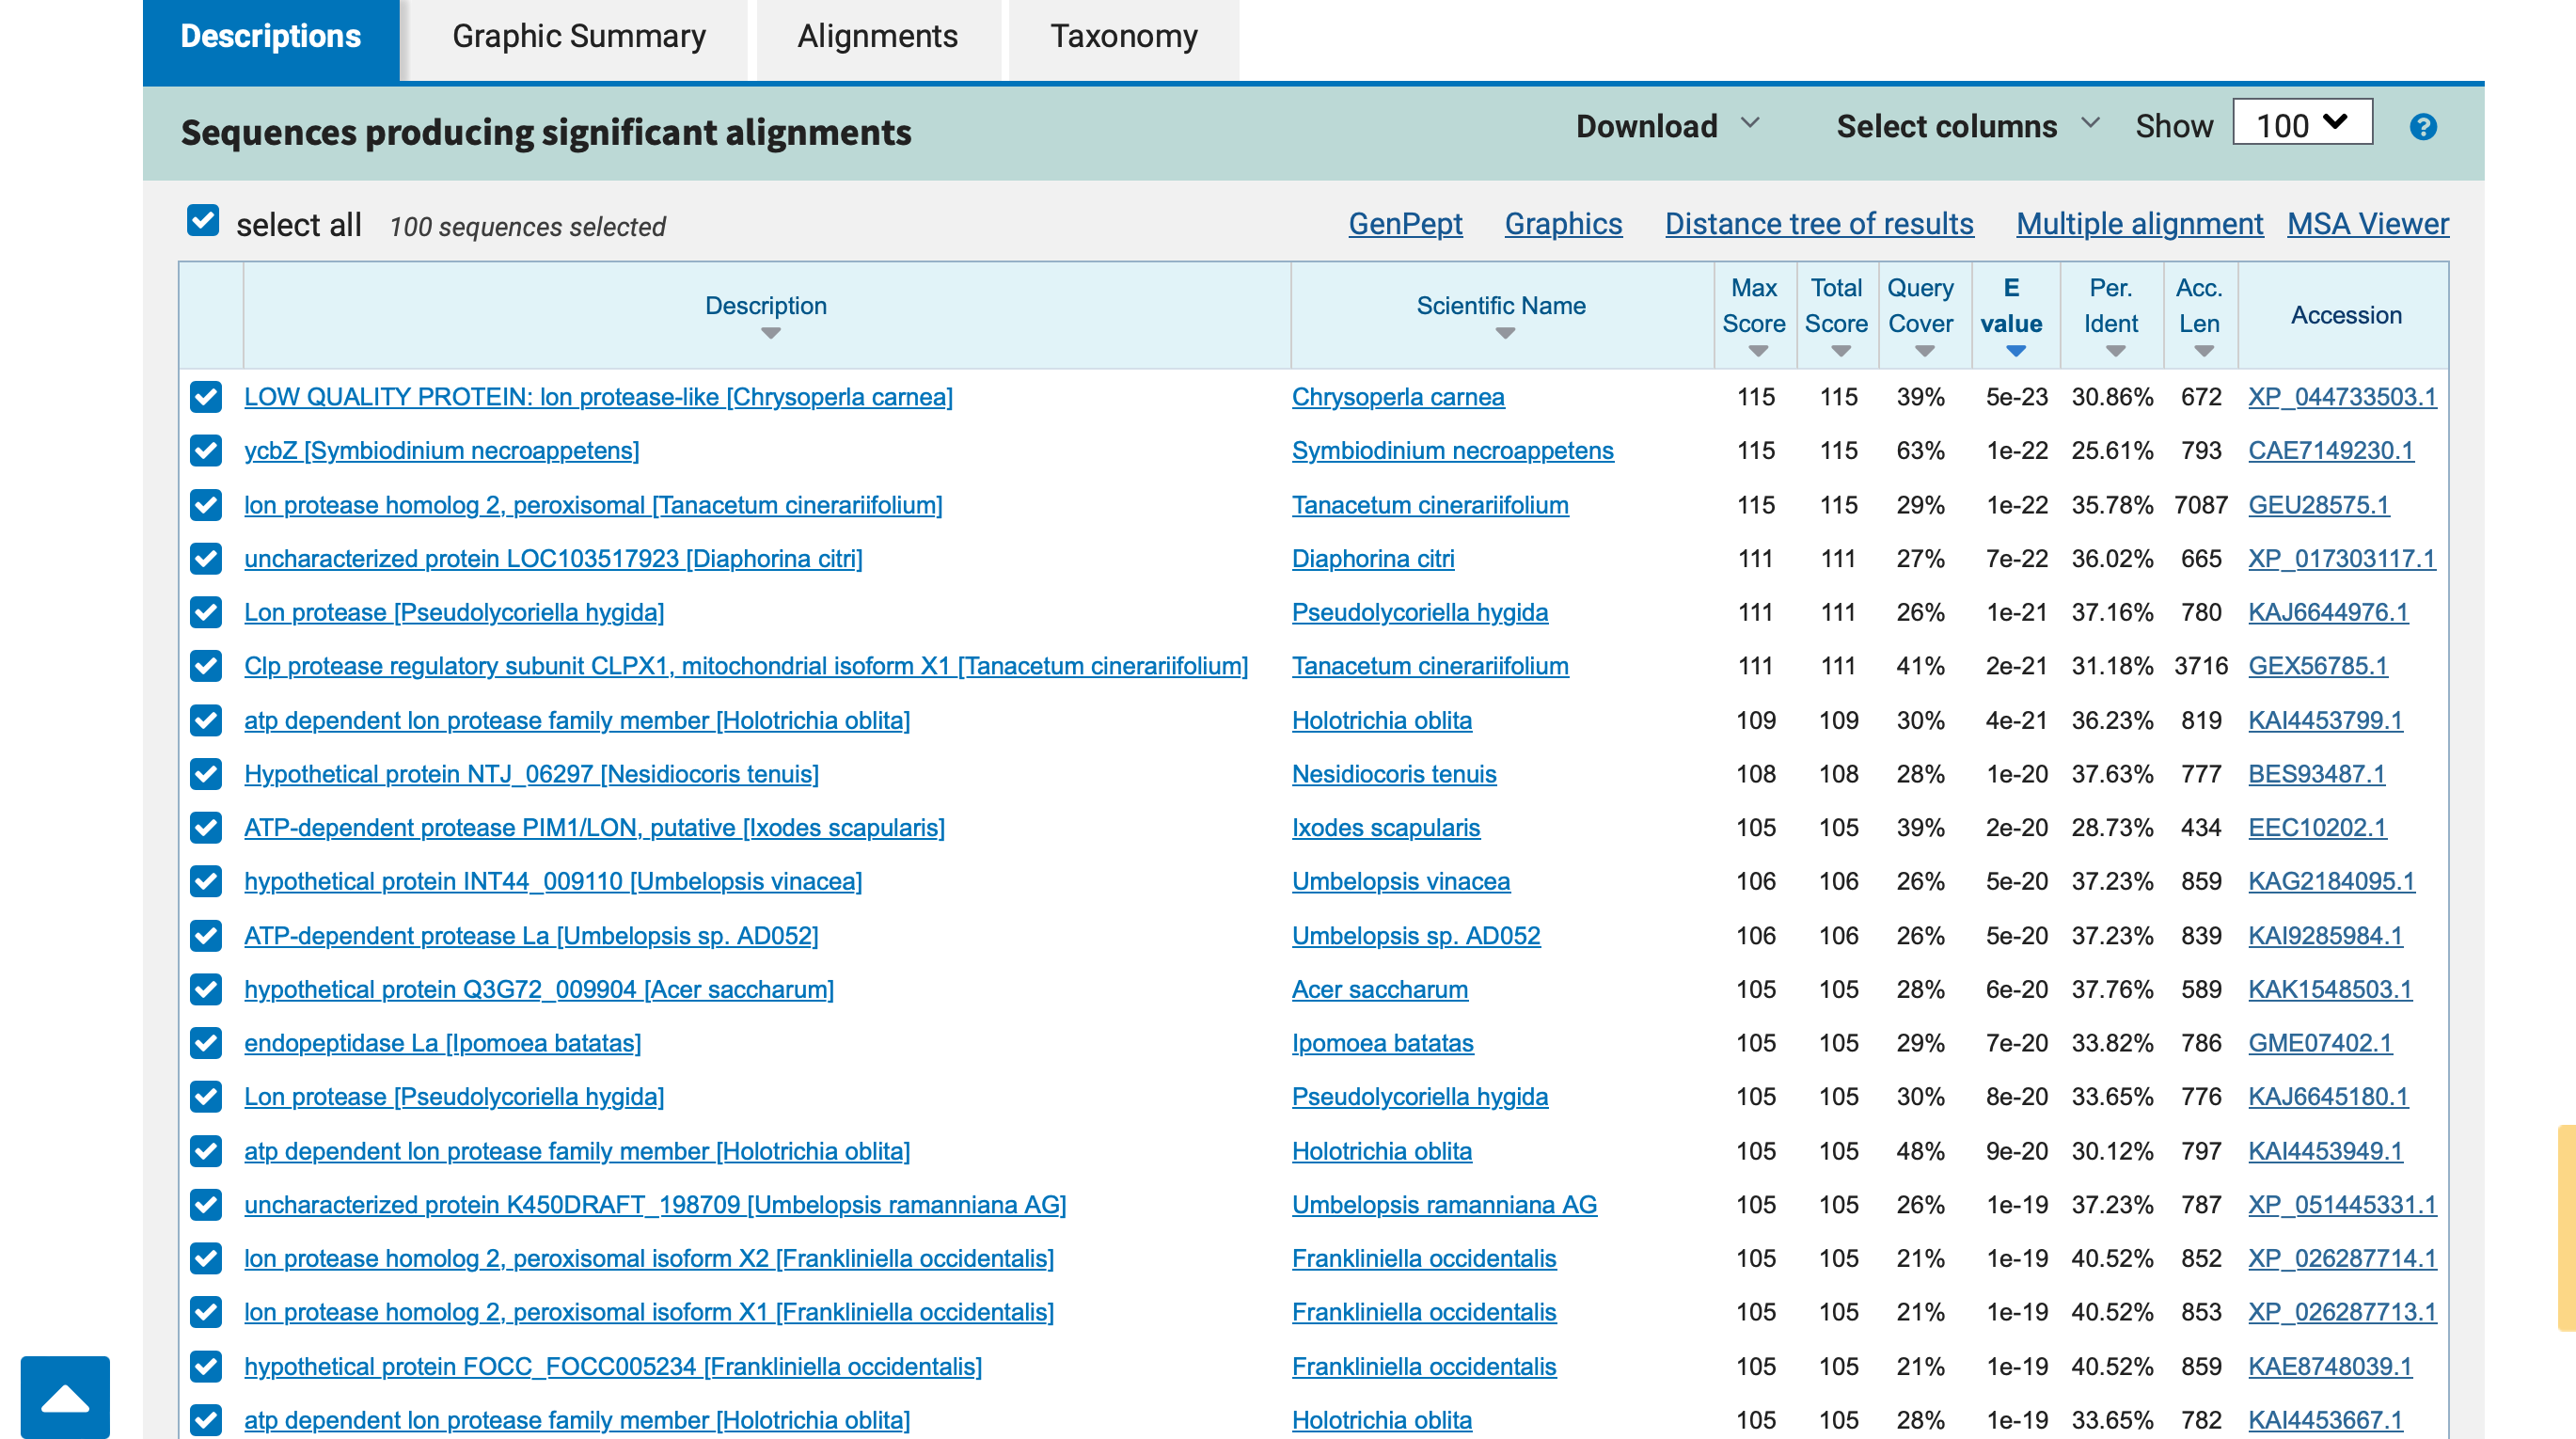 Descriptions Graphic Summary Alignments Taxonomy
Sequences producing significant alignments Download Select columns Show 100 ?
select all 100 sequences selected GenPept Graphics Distance tree of results Multiple alignment MSA Viewer
Description Scientific Name Max Score Total Score Query Cover E value Per. Ident Acc. Len Accession
LOW QUALITY PROTEIN: lon protease-like [Chrysoperla carnea] Chrysoperla carnea 115 115 39% 5e-23 30.86% 672 XP_044733503.1
ycbZ [Symbiodinium necroappetens] Symbiodinium necroappetens 115 115 63% 1e-22 25.61% 793 CAE7149230.1
lon protease homolog 2, peroxisomal [Tanacetum cinerariifolium] Tanacetum cinerariifolium 115 115 29% 1e-22 35.78% 7087 GEU28575.1
uncharacterized protein LOC103517923 [Diaphorina citri] Diaphorina citri 111 111 27% 7e-22 36.02% 665 XP_017303117.1
Lon protease [Pseudolycoriella hygida] Pseudolycoriella hygida 111 111 26% 1e-21 37.16% 780 KAJ6644976.1
Clp protease regulatory subunit CLPX1, mitochondrial isoform X1 [Tanacetum cinerariifolium] Tanacetum cinerariifolium 111 111 41% 2e-21 31.18% 3716 GEX56785.1
atp dependent lon protease family member [Holotrichia oblita] Holotrichia oblita 109 109 30% 4e-21 36.23% 819 KAI4453799.1
Hypothetical protein NTJ_06297 [Nesidiocoris tenuis] Nesidiocoris tenuis 108 108 28% 1e-20 37.63% 777 BES93487.1
ATP-dependent protease PIM1/LON, putative [Ixodes scapularis] Ixodes scapularis 105 105 39% 2e-20 28.73% 434 EEC10202.1
hypothetical protein INT44_009110 [Umbelopsis vinacea] Umbelopsis vinacea 106 106 26% 5e-20 37.23% 859 KAG2184095.1
ATP-dependent protease La [Umbelopsis sp. AD052] Umbelopsis sp. AD052 106 106 26% 5e-20 37.23% 839 KAI9285984.1
hypothetical protein Q3G72_009904 [Acer saccharum] Acer saccharum 105 105 28% 6e-20 37.76% 589 KAK1548503.1
endopeptidase La [Ipomoea batatas] Ipomoea batatas 105 105 29% 7e-20 33.82% 786 GME07402.1
Lon protease [Pseudolycoriella hygida] Pseudolycoriella hygida 105 105 30% 8e-20 33.65% 776 KAJ6645180.1
atp dependent lon protease family member [Holotrichia oblita] Holotrichia oblita 105 105 48% 9e-20 30.12% 797 KAI4453949.1
uncharacterized protein K450DRAFT_198709 [Umbelopsis ramanniana AG] Umbelopsis ramanniana AG 105 105 26% 1e-19 37.23% 787 XP_051445331.1
lon protease homolog 2, peroxisomal isoform X2 [Frankliniella occidentalis] Frankliniella occidentalis 105 105 21% 1e-19 40.52% 852 XP_026287714.1
lon protease homolog 2, peroxisomal isoform X1 [Frankliniella occidentalis] Frankliniella occidentalis 105 105 21% 1e-19 40.52% 853 XP_026287713.1
hypothetical protein FOCC_FOCC005234 [Frankliniella occidentalis] Frankliniella occidentalis 105 105 21% 1e-19 40.52% 859 KAE8748039.1
atp dependent lon protease family member [Holotrichia oblita] Holotrichia oblita 105 105 28% 1e-19 33.65% 782 KAI4453667.1